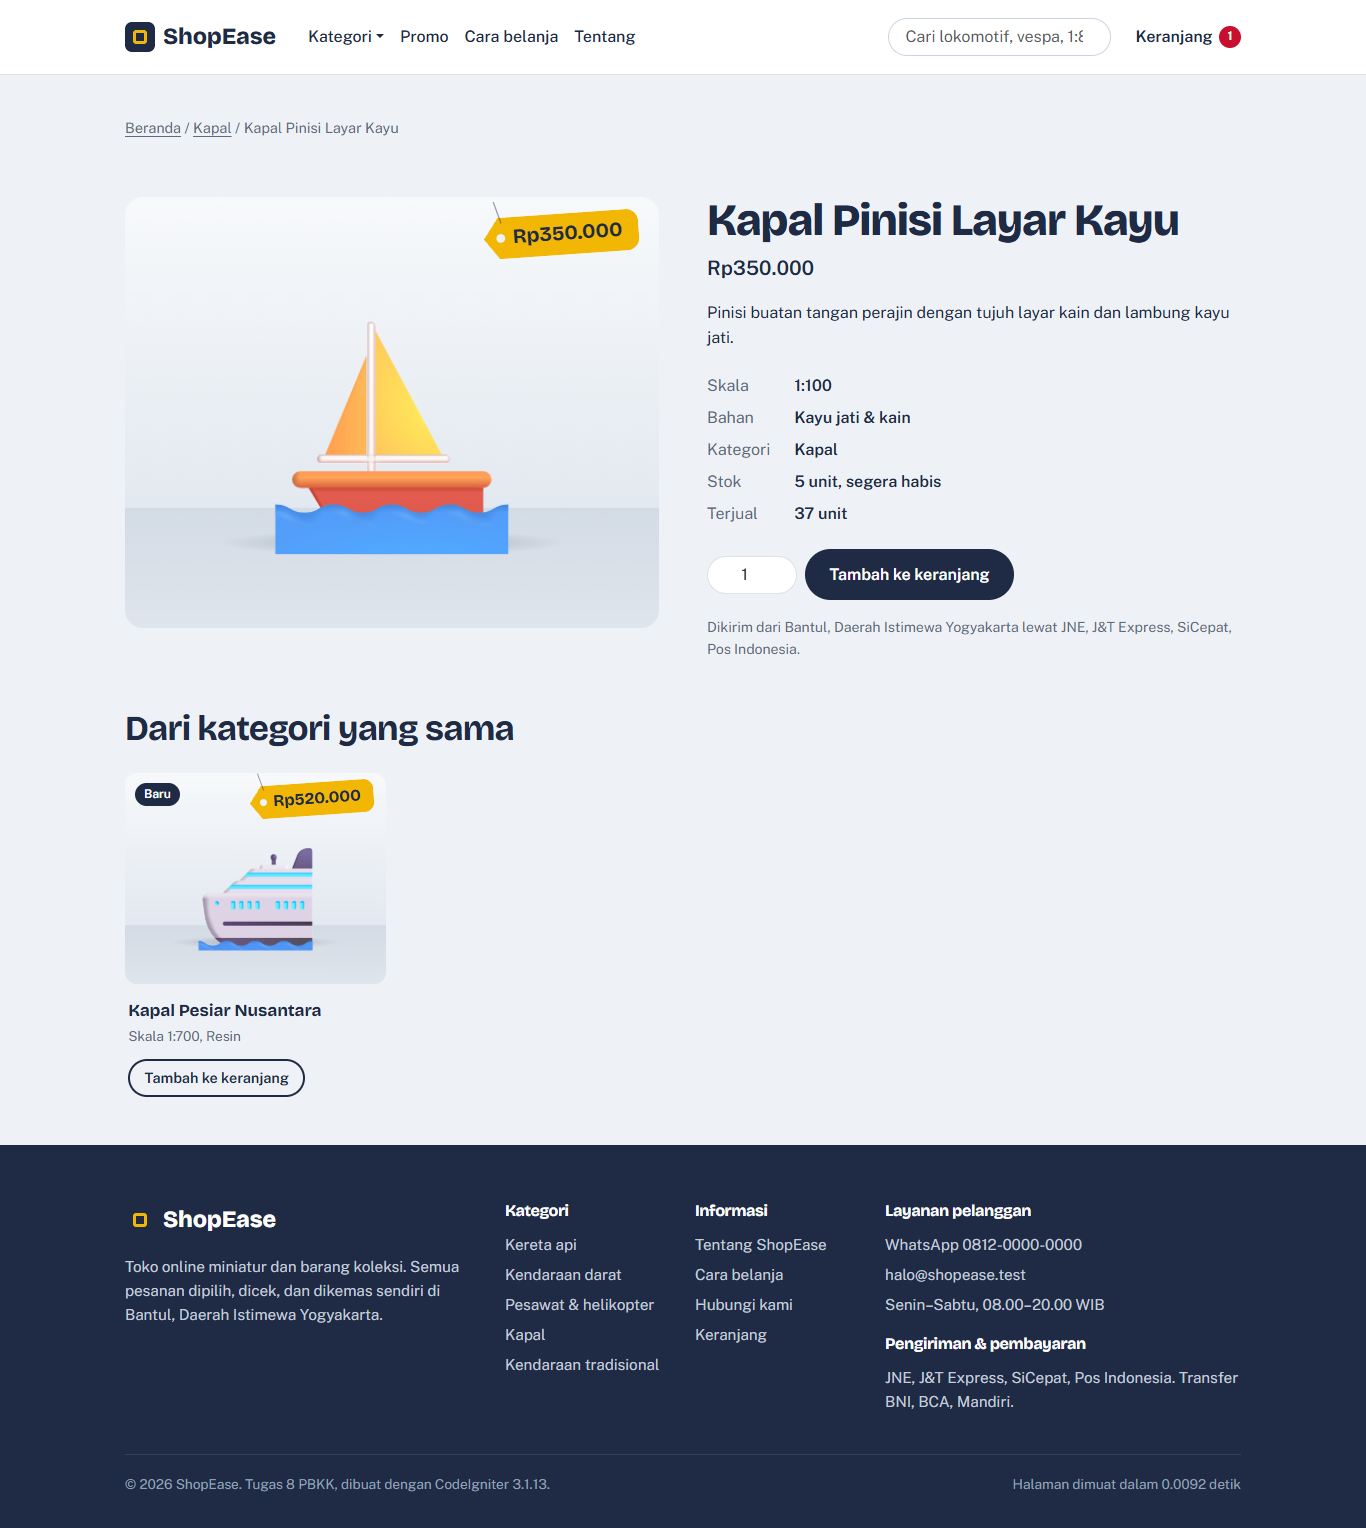 ShopEase
Kategori
Promo
Cara belanja
Tentang
Cari lokomotif, vespa, 1:8
Keranjang 1
Beranda / Kapal / Kapal Pinisi Layar Kayu
Rp350.000
Kapal Pinisi Layar Kayu
Rp350.000
Pinisi buatan tangan perajin dengan tujuh layar kain dan lambung kayu
jati.
Skala 1:100
Bahan Kayu jati & kain
Kategori Kapal
Stok 5 unit, segera habis
Terjual 37 unit
1
Tambah ke keranjang
Dikirim dari Bantul, Daerah Istimewa Yogyakarta lewat JNE, J&T Express, SiCepat,
Pos Indonesia.
Dari kategori yang sama
Baru
Rp520.000
Kapal Pesiar Nusantara
Skala 1:700, Resin
Tambah ke keranjang
ShopEase
Toko online miniatur dan barang koleksi. Semua
pesanan dipilih, dicek, dan dikemas sendiri di
Bantul, Daerah Istimewa Yogyakarta.
Kategori
Kereta api
Kendaraan darat
Pesawat & helikopter
Kapal
Kendaraan tradisional
Informasi
Tentang ShopEase
Cara belanja
Hubungi kami
Keranjang
Layanan pelanggan
WhatsApp 0812-0000-0000
halo@shopease.test
Senin–Sabtu, 08.00–20.00 WIB
Pengiriman & pembayaran
JNE, J&T Express, SiCepat, Pos Indonesia. Transfer
BNI, BCA, Mandiri.
© 2026 ShopEase. Tugas 8 PBKK, dibuat dengan CodeIgniter 3.1.13.
Halaman dimuat dalam 0.0092 detik